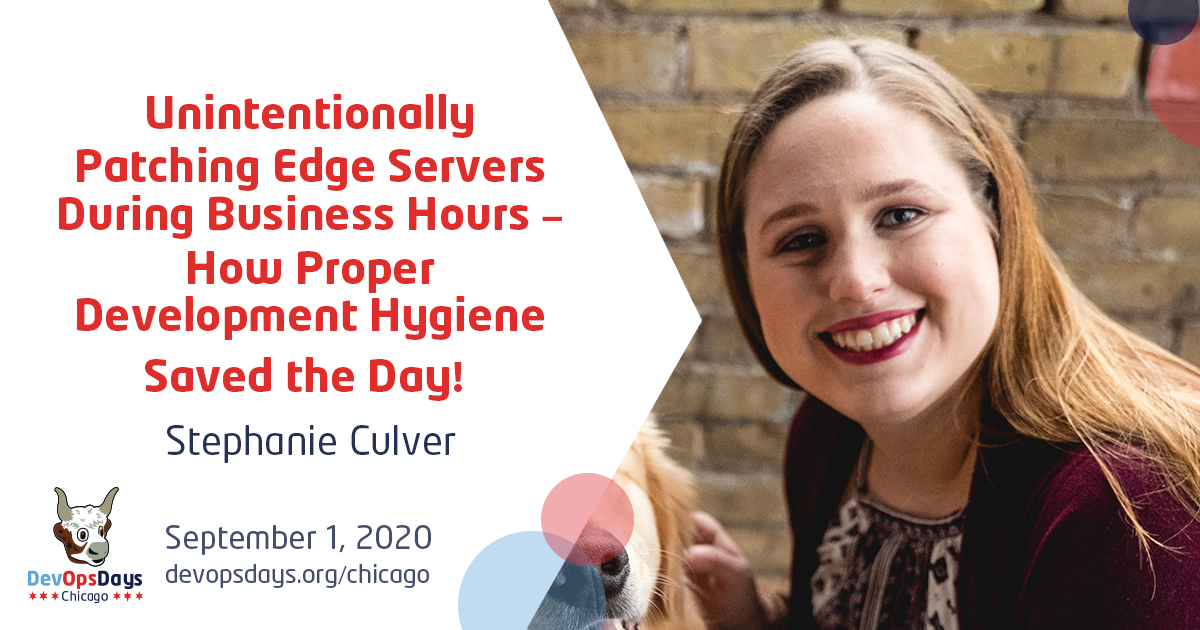 Unintentionally
Patching Edge Servers
During Business Hours –
How Proper
Development Hygiene
Saved the Day!
Stephanie Culver
September 1, 2020
devopsdays.org/chicago
DevOpsDays
Chicago